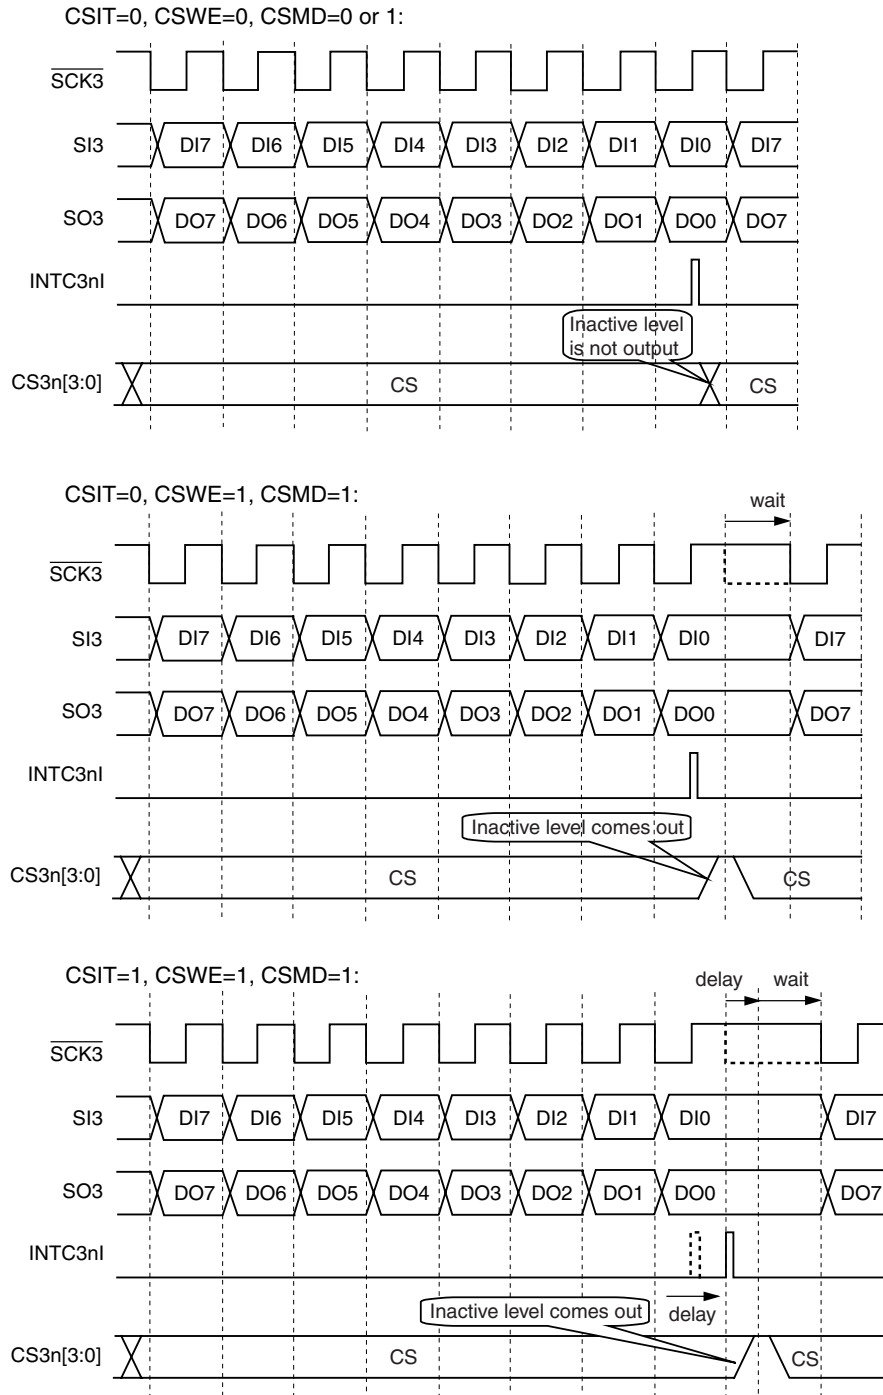 CSIT=0, CSWE=0, CSMD=0 or 1:
SCK3
SI3 DI7 DI6 DI5 DI4 DI3 DI2 DI1 DI0 DI7
SO3 DO7 DO6 DO5 DO4 DO3 DO2 DO1 DO0 DO7
INTC3nI
Inactive level
is not output
CS3n[3:0] CS CS
CSIT=0, CSWE=1, CSMD=1:
wait
SCK3
SI3 DI7 DI6 DI5 DI4 DI3 DI2 DI1 DI0 DI7
SO3 DO7 DO6 DO5 DO4 DO3 DO2 DO1 DO0 DO7
INTC3nI
Inactive level comes out
CS3n[3:0] CS CS
CSIT=1, CSWE=1, CSMD=1:
delay wait
SCK3
SI3 DI7 DI6 DI5 DI4 DI3 DI2 DI1 DI0 DI7
SO3 DO7 DO6 DO5 DO4 DO3 DO2 DO1 DO0 DO7
INTC3nI
Inactive level comes out delay
CS3n[3:0] CS CS